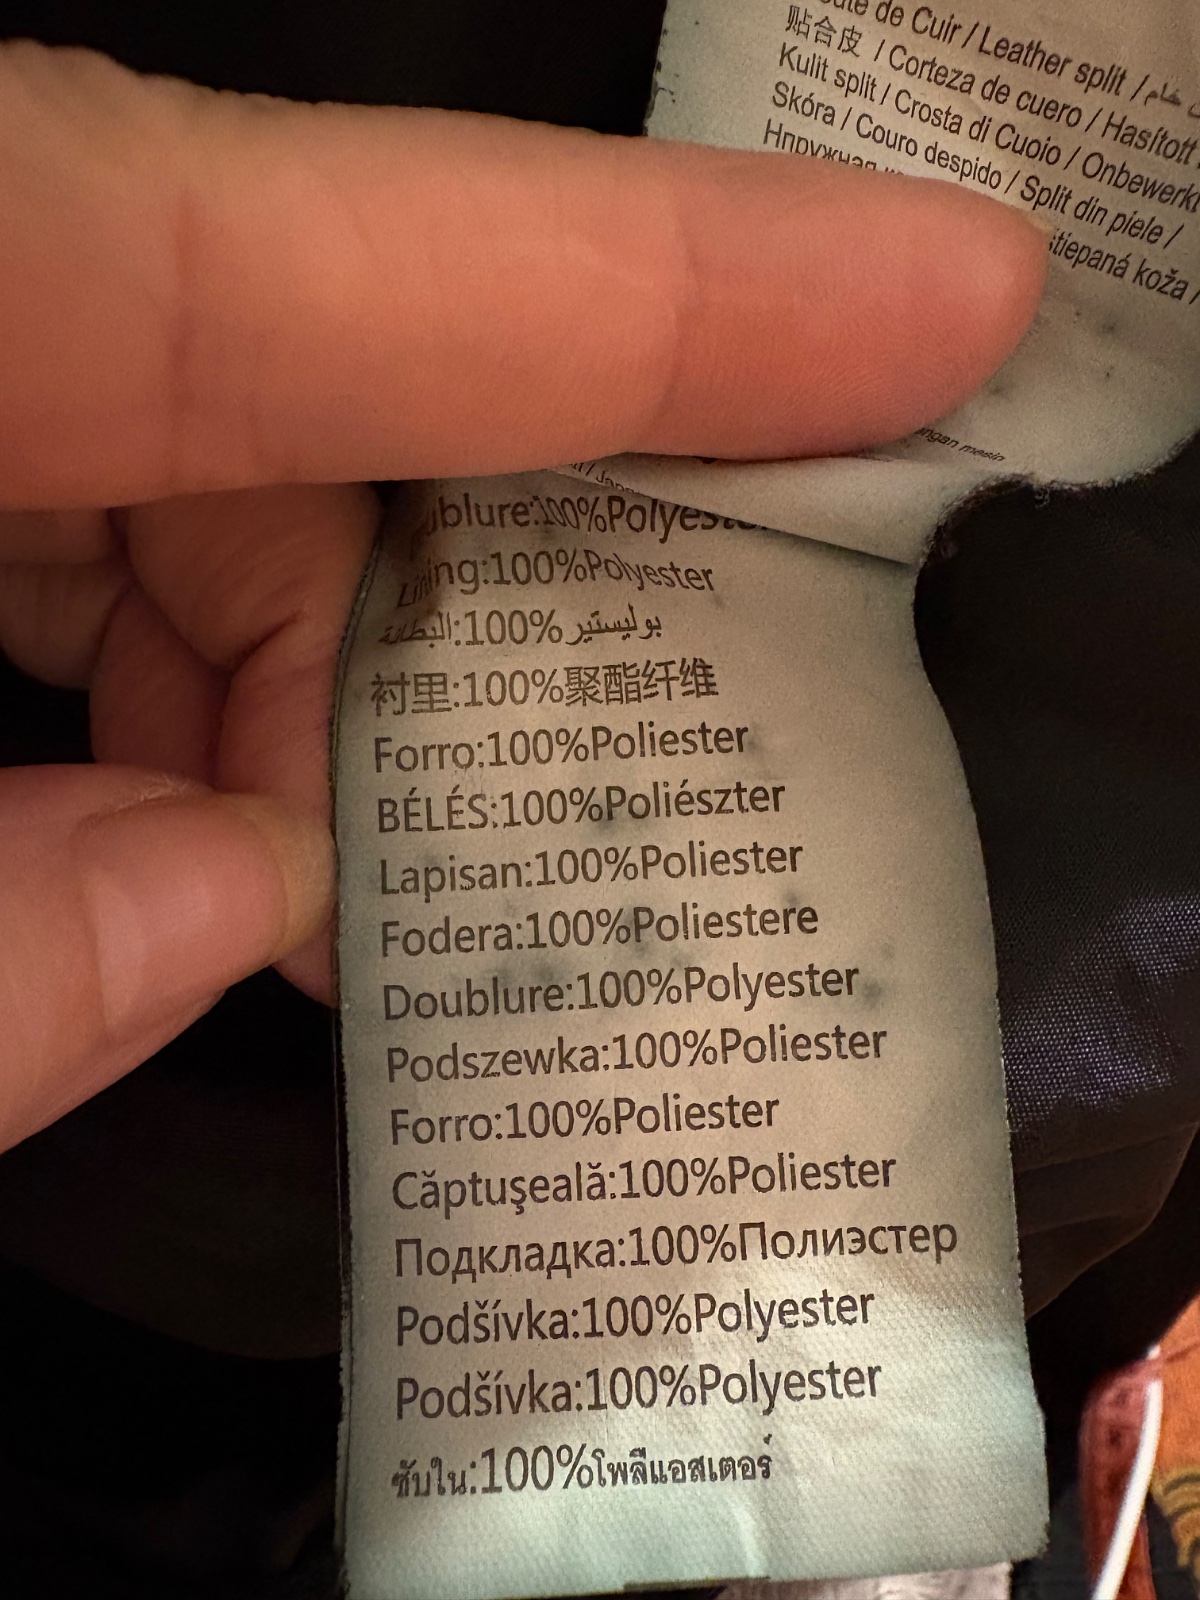 de Cuir / Leather split /
贴合皮 / Corteza de cuero / Hasított
Kulit split / Crosta di Cuoio /
Skóra / Couro despido / Split din piele /
koža /
mesin
100%Polyester
Lining:100%Polyester
البطانة:100%بوليستير
衬里:100%聚酯纤维
Forro:100%Poliester
BÉLÉS:100%Poliészter
Lapisan:100%Poliester
Fodera:100%Poliestere
Doublure:100%Polyester
Podszewka:100%Poliester
Forro:100%Poliester
Căptuşeală:100%Poliester
Подкладка:100%Полиэстер
Podšívka:100%Polyester
Podšívka:100%Polyester
ซับใน:100%โพลีแอสเตอร์